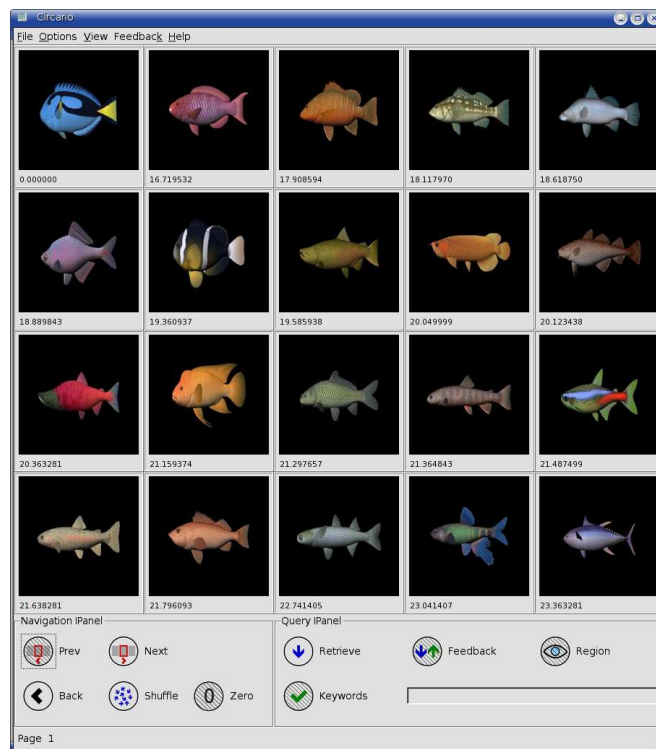 Circario
File Options View Feedback Help
0.000000 16.719532 17.908594 18.117970 18.618750
18.889843 19.360937 19.585938 20.049999 20.123438
20.363281 21.159374 21.297657 21.364843 21.487499
21.638281 21.796093 22.741405 23.041407 23.363281
Navigation IPanel Query IPanel
Prev Next Retrieve Feedback Region
Back Shuffle 0 Zero Keywords
Page 1